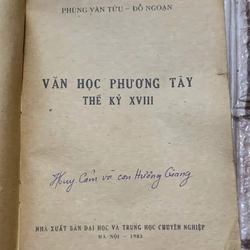 PHÙNG VĂN TỬU – ĐỖ NGOẠN
VĂN HỌC PHƯƠNG TÂY
THẾ KỶ XVIII
Huy Cẩm và con Hương Giang
NHÀ XUẤT BẢN ĐẠI HỌC VÀ TRUNG HỌC CHUYÊN NGHIỆP
HÀ NỘI – 1983